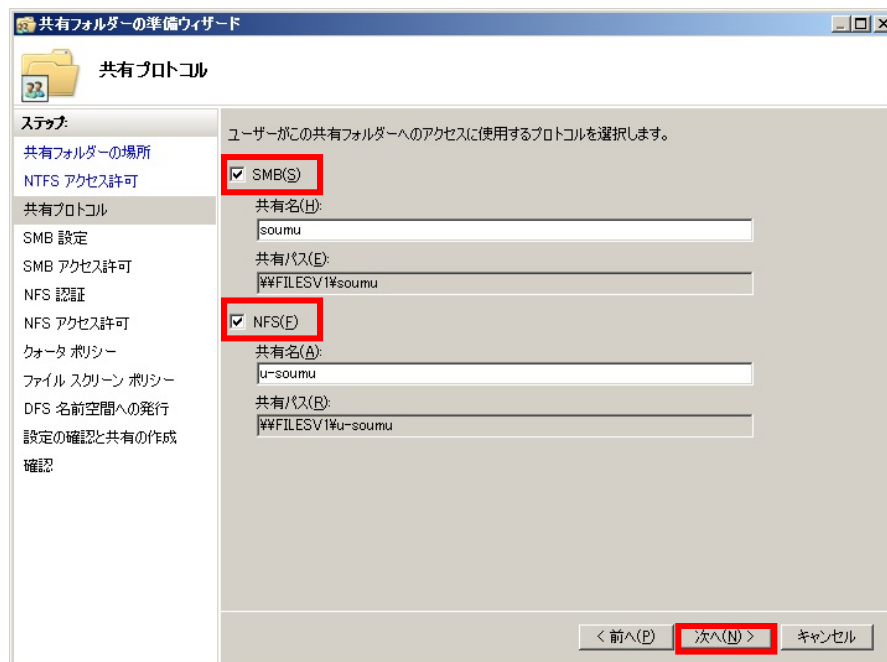 共有フォルダーの準備ウィザード
共有プロトコル
ステップ:
共有フォルダーの場所
NTFS アクセス許可
共有プロトコル
SMB 設定
SMB アクセス許可
NFS 認証
NFS アクセス許可
クォータ ポリシー
ファイル スクリーン ポリシー
DFS 名前空間への発行
設定の確認と共有の作成
確認
ユーザーがこの共有フォルダーへのアクセスに使用するプロトコルを選択します。
SMB(S)
共有名(H):
soumu
共有パス(E):
¥¥FILESV1¥soumu
NFS(F)
共有名(A):
u-soumu
共有パス(R):
¥¥FILESV1¥u-soumu
< 前へ(P)
次へ(N) >
キャンセル